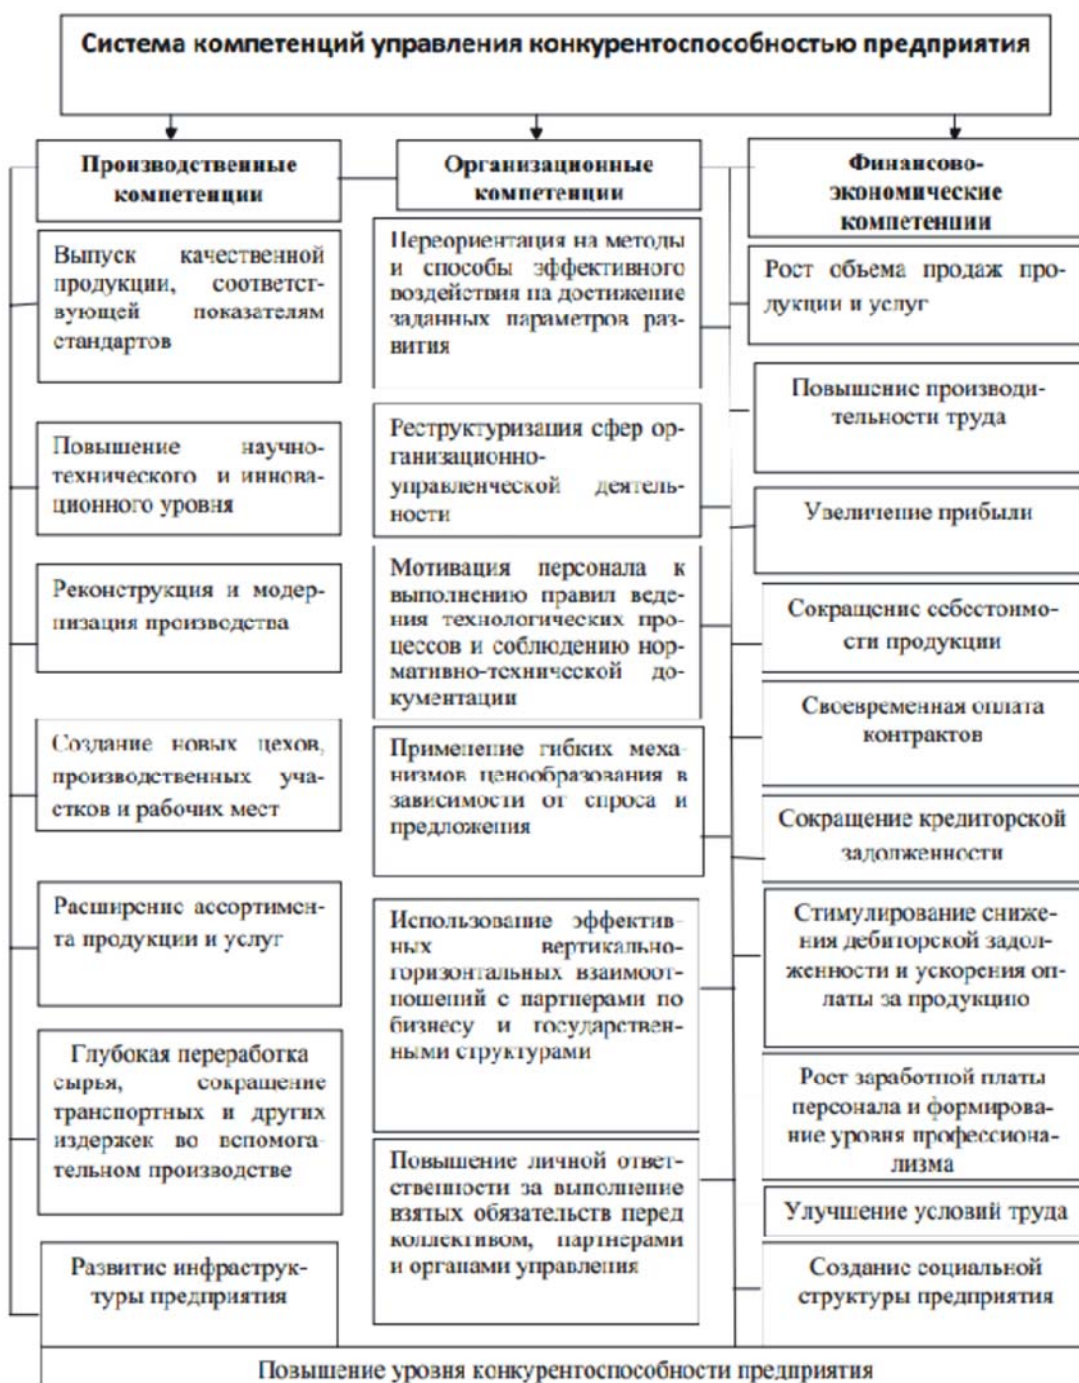 Система компетенций управления конкурентоспособностью предприятия
Производственные
компетенции
Выпуск качественной
продукции, соответст-
вующей показателям
стандартов
Повышение научно-
технического и иннова-
ционного уровня
Реконструкция и модер-
низация производства
Создание новых цехов,
производственных уча-
стков и рабочих мест
Расширение ассортимен-
та продукции и услуг
Глубокая переработка
сырья, сокращение
транспортных и других
издержек во вспомога-
тельном производстве
Развитие инфраструк-
туры предприятия
Организационные
компетенции
Переориентация на методы
и способы эффективного
воздействия на достижение
заданных параметров раз-
вития
Реструктуризация сфер ор-
ганизационно-
управленческой деятель-
ности
Мотивация персонала к
выполнению правил веде-
ния технологических про-
цессов и соблюдению нор-
мативно-технической до-
кументации
Применение гибких меха-
низмов ценообразования в
зависимости от спроса и
предложения
Использование эффектив-
ных вертикально-
горизонтальных взаимоот-
ношений с партнерами по
бизнесу и государствен-
ными структурами
Повышение личной ответ-
ственности за выполнение
взятых обязательств перед
коллективом, партнерами
и органами управления
Финансово-
экономические
компетенции
Рост объема продаж про-
дукции и услуг
Повышение производи-
тельности труда
Увеличение прибыли
Сокращение себестоимо-
сти продукции
Своевременная оплата
контрактов
Сокращение кредиторской
задолженности
Стимулирование сниже-
ния дебиторской задол-
женности и ускорения оп-
латы за продукцию
Рост заработной платы
персонала и формирова-
ние уровня профессиона-
лизма
Улучшение условий труда
Создание социальной
структуры предприятия
Повышение уровня конкурентоспособности предприятия